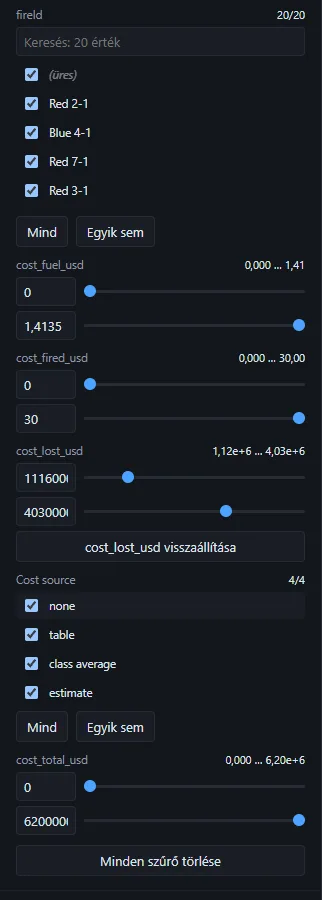 fireId 20/20
Keresés: 20 érték
(üres)
Red 2-1
Blue 4-1
Red 7-1
Red 3-1
Mind Egyik sem
cost_fuel_usd 0,000 ... 1,41
0
1,4135
cost_fired_usd 0,000 ... 30,00
0
30
cost_lost_usd 1,12e+6 ... 4,03e+6
1116000
4030000
cost_lost_usd visszaállítása
Cost source 4/4
none
table
class average
estimate
Mind Egyik sem
cost_total_usd 0,000 ... 6,20e+6
0
6200000
Minden szűrő törlése